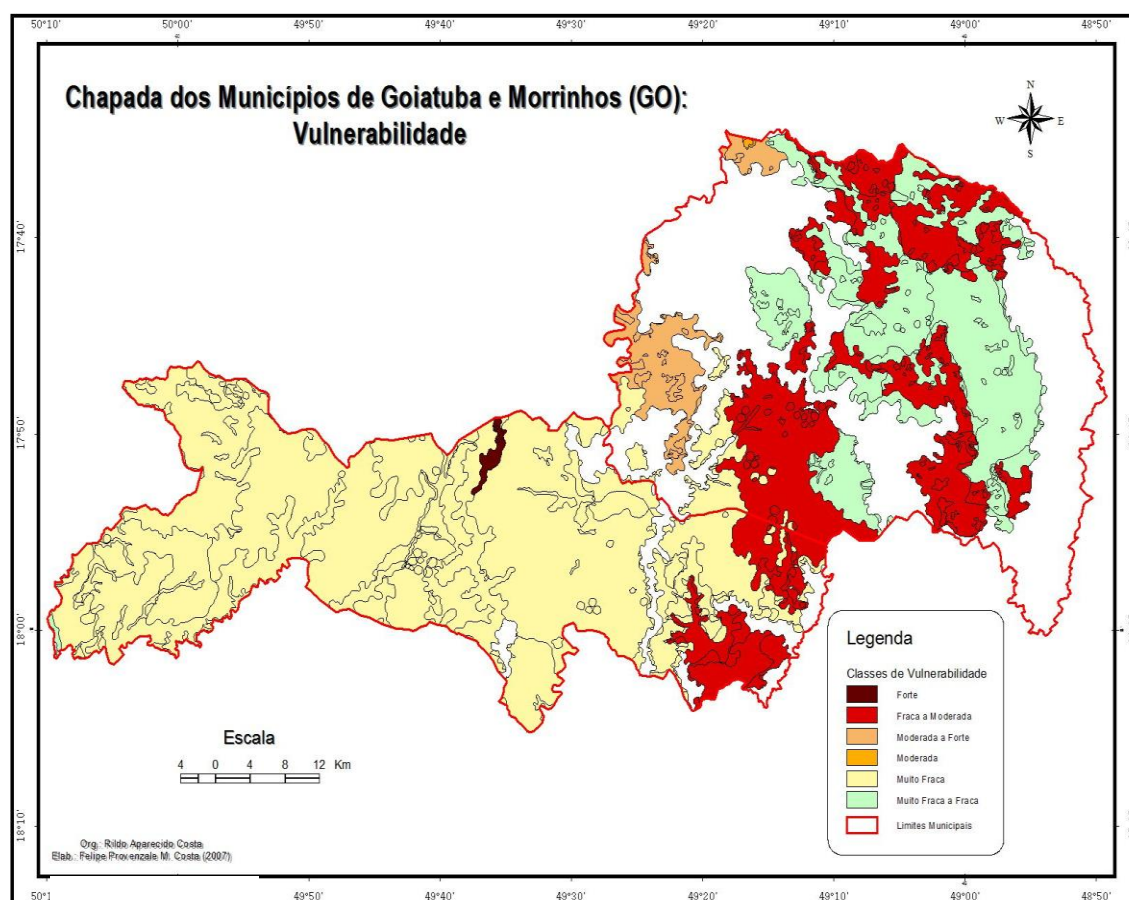 50°10' 50°00' 49°50' 49°40' 49°30' 49°20' 49°10' 49°00' 48°50'
Chapada dos Municípios de Goiatuba e Morrinhos (GO):
Vulnerabilidade
N
W E
S
17°40'
17°50'
18°00'
18°10'
Legenda
Classes de Vulnerabilidade
Forte
Fraca a Moderada
Moderada a Forte
Moderada
Muito Fraca
Muito Fraca a Fraca
Limites Municipais
Escala
4 0 4 8 12 Km
Org.: Rildo Aparecido Costa
Elab.: Felipe Provenzale M. Costa (2007)
50°1 49°50' 49°40' 49°30' 49°20' 49°10' 49°00' 48°50'